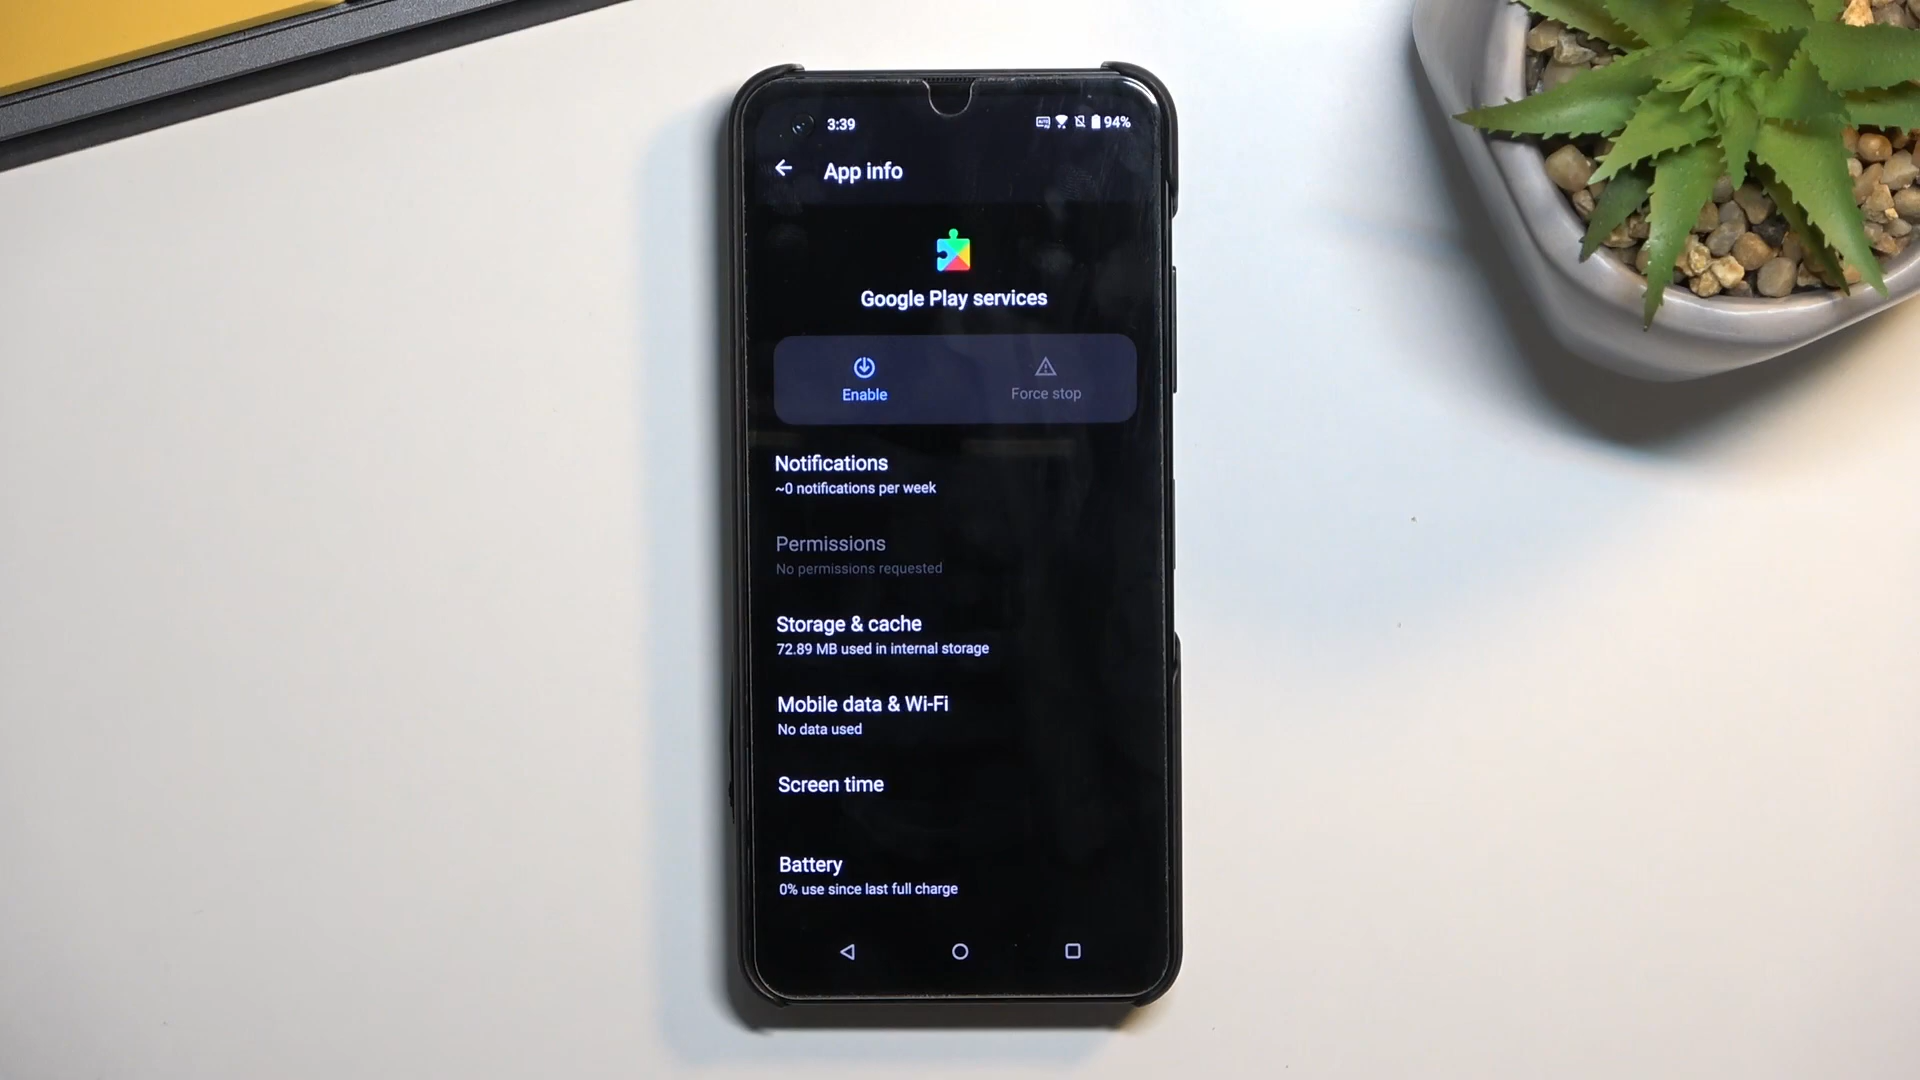 3:39
94%
App info
Google Play services
Enable
Force stop
Notifications
~0 notifications per week
Permissions
No permissions requested
Storage & cache
72.89 MB used in internal storage
Mobile data & Wi-Fi
No data used
Screen time
Battery
0% use since last full charge